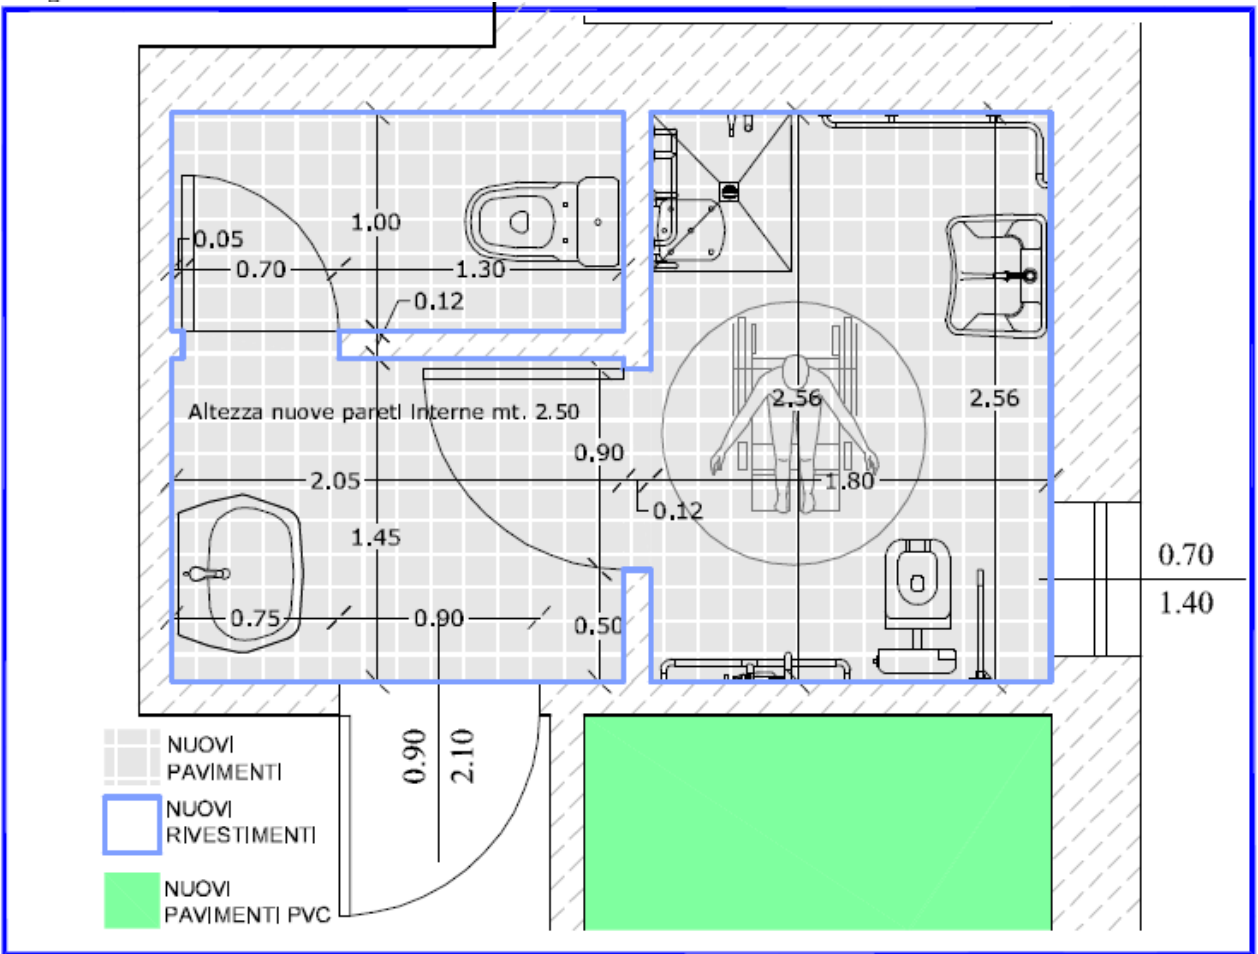 1.00
0.05
0.70
1.30
0.12
Altezza nuove pareti interne mt. 2.50
2.56
2.56
0.90
2.05
1.80
0.12
1.45
0.70
1.40
0.75
0.90
0.50
0.90
2.10
NUOVI
PAVIMENTI
NUOVI
RIVESTIMENTI
NUOVI
PAVIMENTI PVC